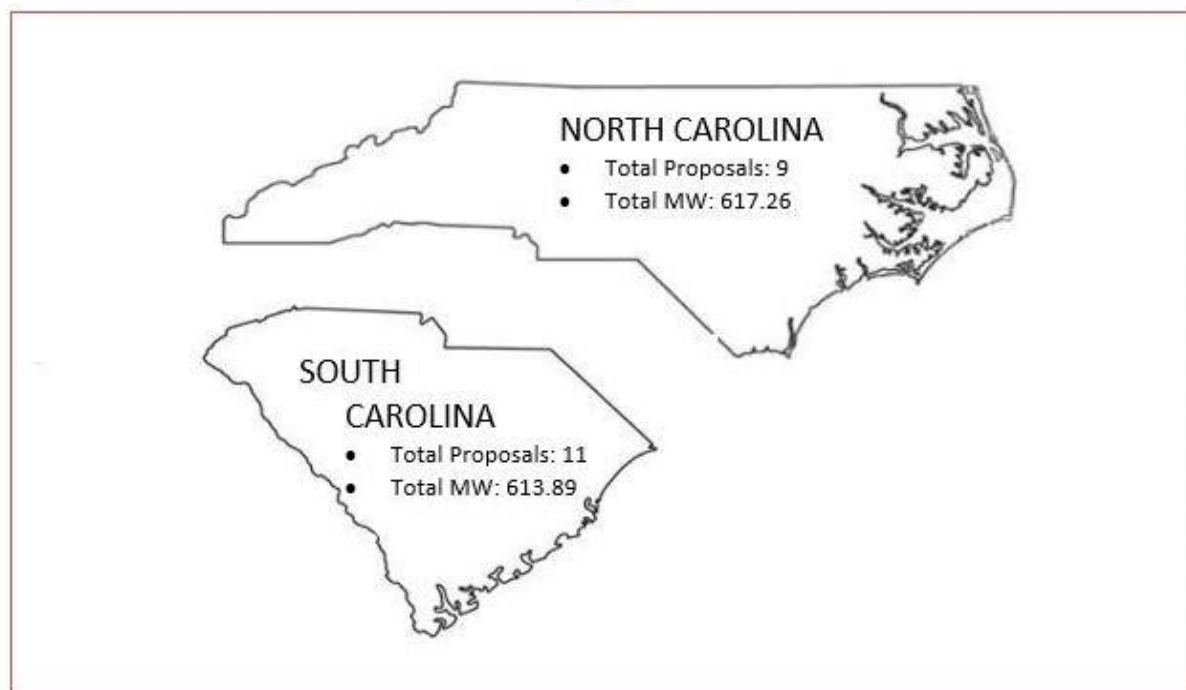 NORTH CAROLINA
• Total Proposals: 9
• Total MW: 617.26
SOUTH
CAROLINA
• Total Proposals: 11
• Total MW: 613.89